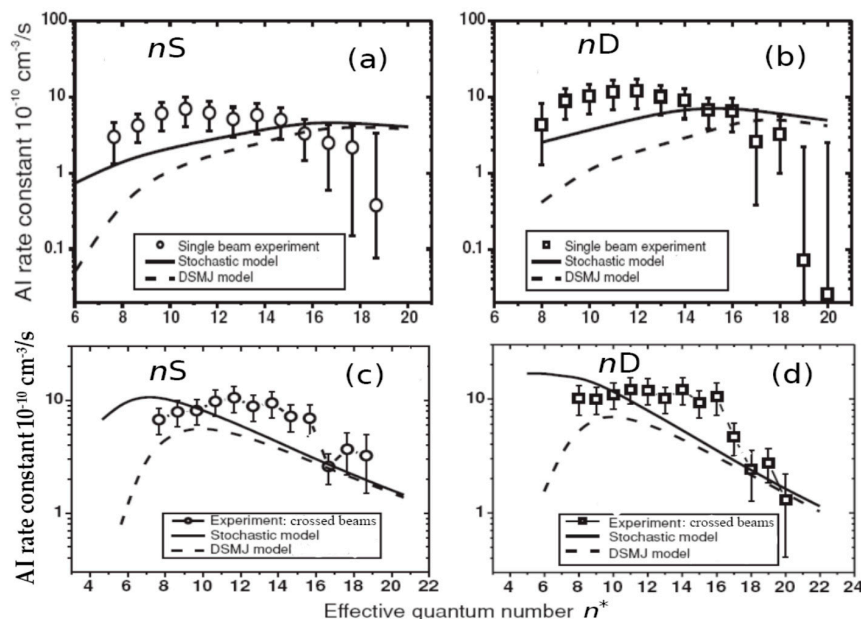 AI rate constant 10⁻¹⁰ cm⁻³/s
100
10
1
0.1
nS
(a)
Single beam experiment
Stochastic model
DSMJ model
6 8 10 12 14 16 18 20
100
10
1
0.1
nD
(b)
Single beam experiment
Stochastic model
DSMJ model
6 8 10 12 14 16 18 20
AI rate constant 10⁻¹⁰ cm⁻³/s
10
1
nS
(c)
Experiment: crossed beams
Stochastic model
DSMJ model
4 6 8 10 12 14 16 18 20 22
10
1
nD
(d)
Experiment: crossed beams
Stochastic model
DSMJ model
4 6 8 10 12 14 16 18 20 22 24
Effective quantum number n*